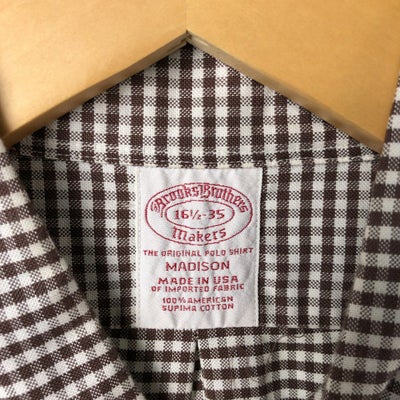 Brooks Brothers
16½-35
Makers
THE ORIGINAL POLO SHIRT
MADISON
MADE IN USA
OF IMPORTED FABRIC
100% AMERICAN
SUPIMA COTTON